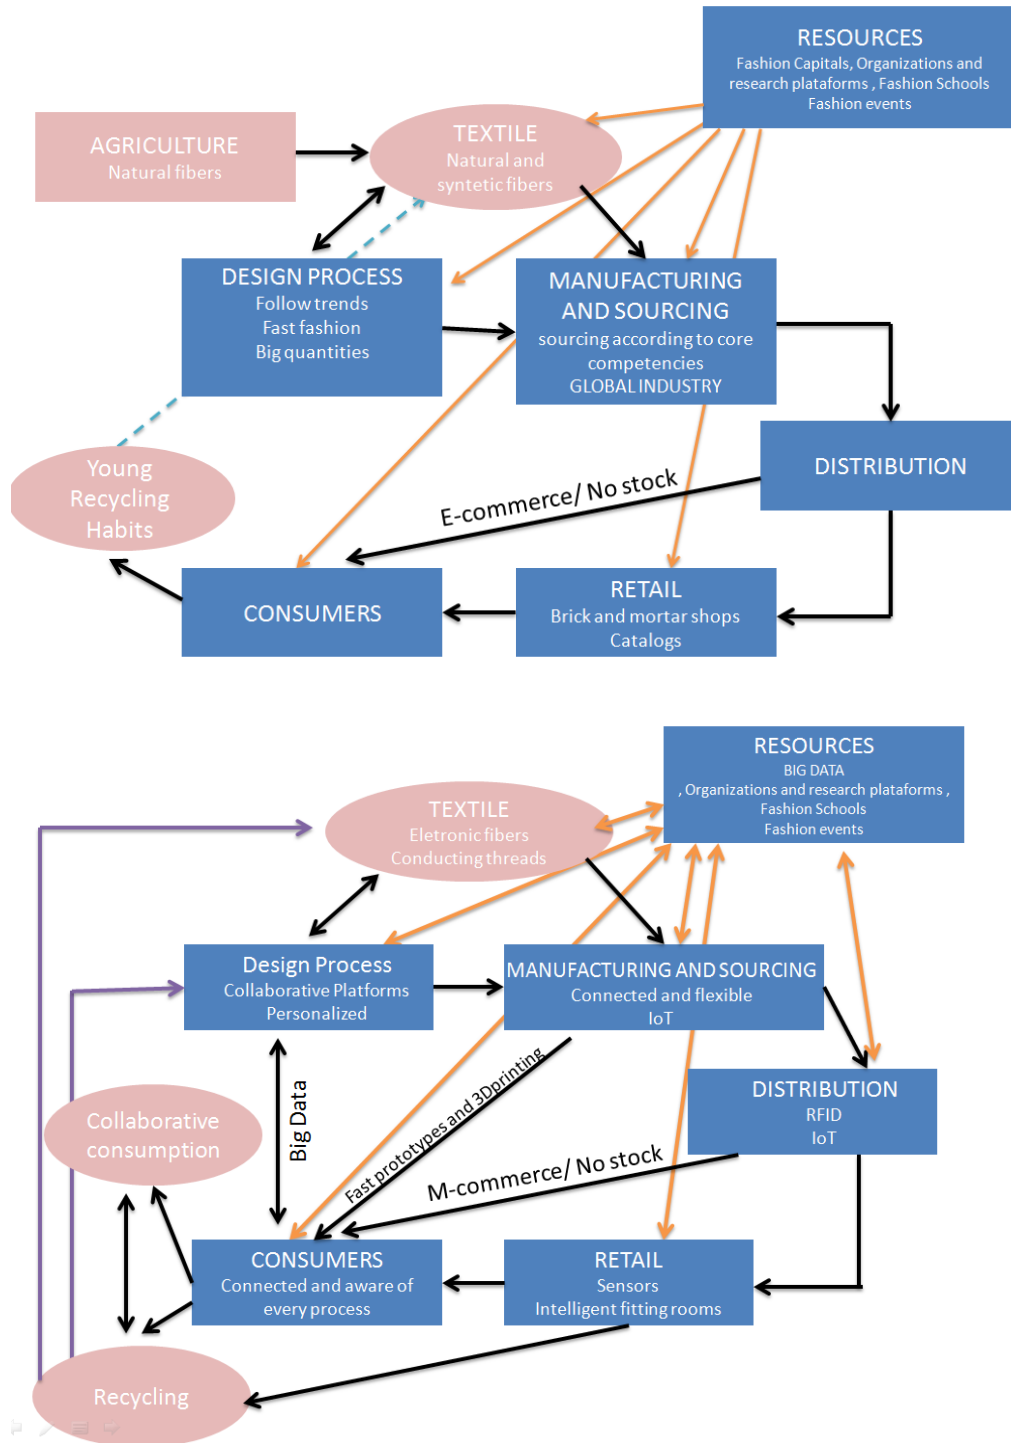 RESOURCES
Fashion Capitals, Organizations and
research plataforms , Fashion Schools
Fashion events
AGRICULTURE
Natural fibers
TEXTILE
Natural and
syntetic fibers
DESIGN PROCESS
Follow trends
Fast fashion
Big quantities
MANUFACTURING
AND SOURCING
sourcing according to core
competencies
GLOBAL INDUSTRY
Young
Recycling
Habits
DISTRIBUTION
E-commerce/ No stock
CONSUMERS
RETAIL
Brick and mortar shops
Catalogs
RESOURCES
BIG DATA
, Organizations and research plataforms ,
Fashion Schools
Fashion events
TEXTILE
Eletronic fibers
Conducting threads
Design Process
Collaborative Platforms
Personalized
MANUFACTURING AND SOURCING
Connected and flexible
IoT
DISTRIBUTION
RFID
IoT
Collaborative
consumption
Big Data
Fast prototypes and 3Dprinting
M-commerce/ No stock
CONSUMERS
Connected and aware of
every process
RETAIL
Sensors
Intelligent fitting rooms
Recycling